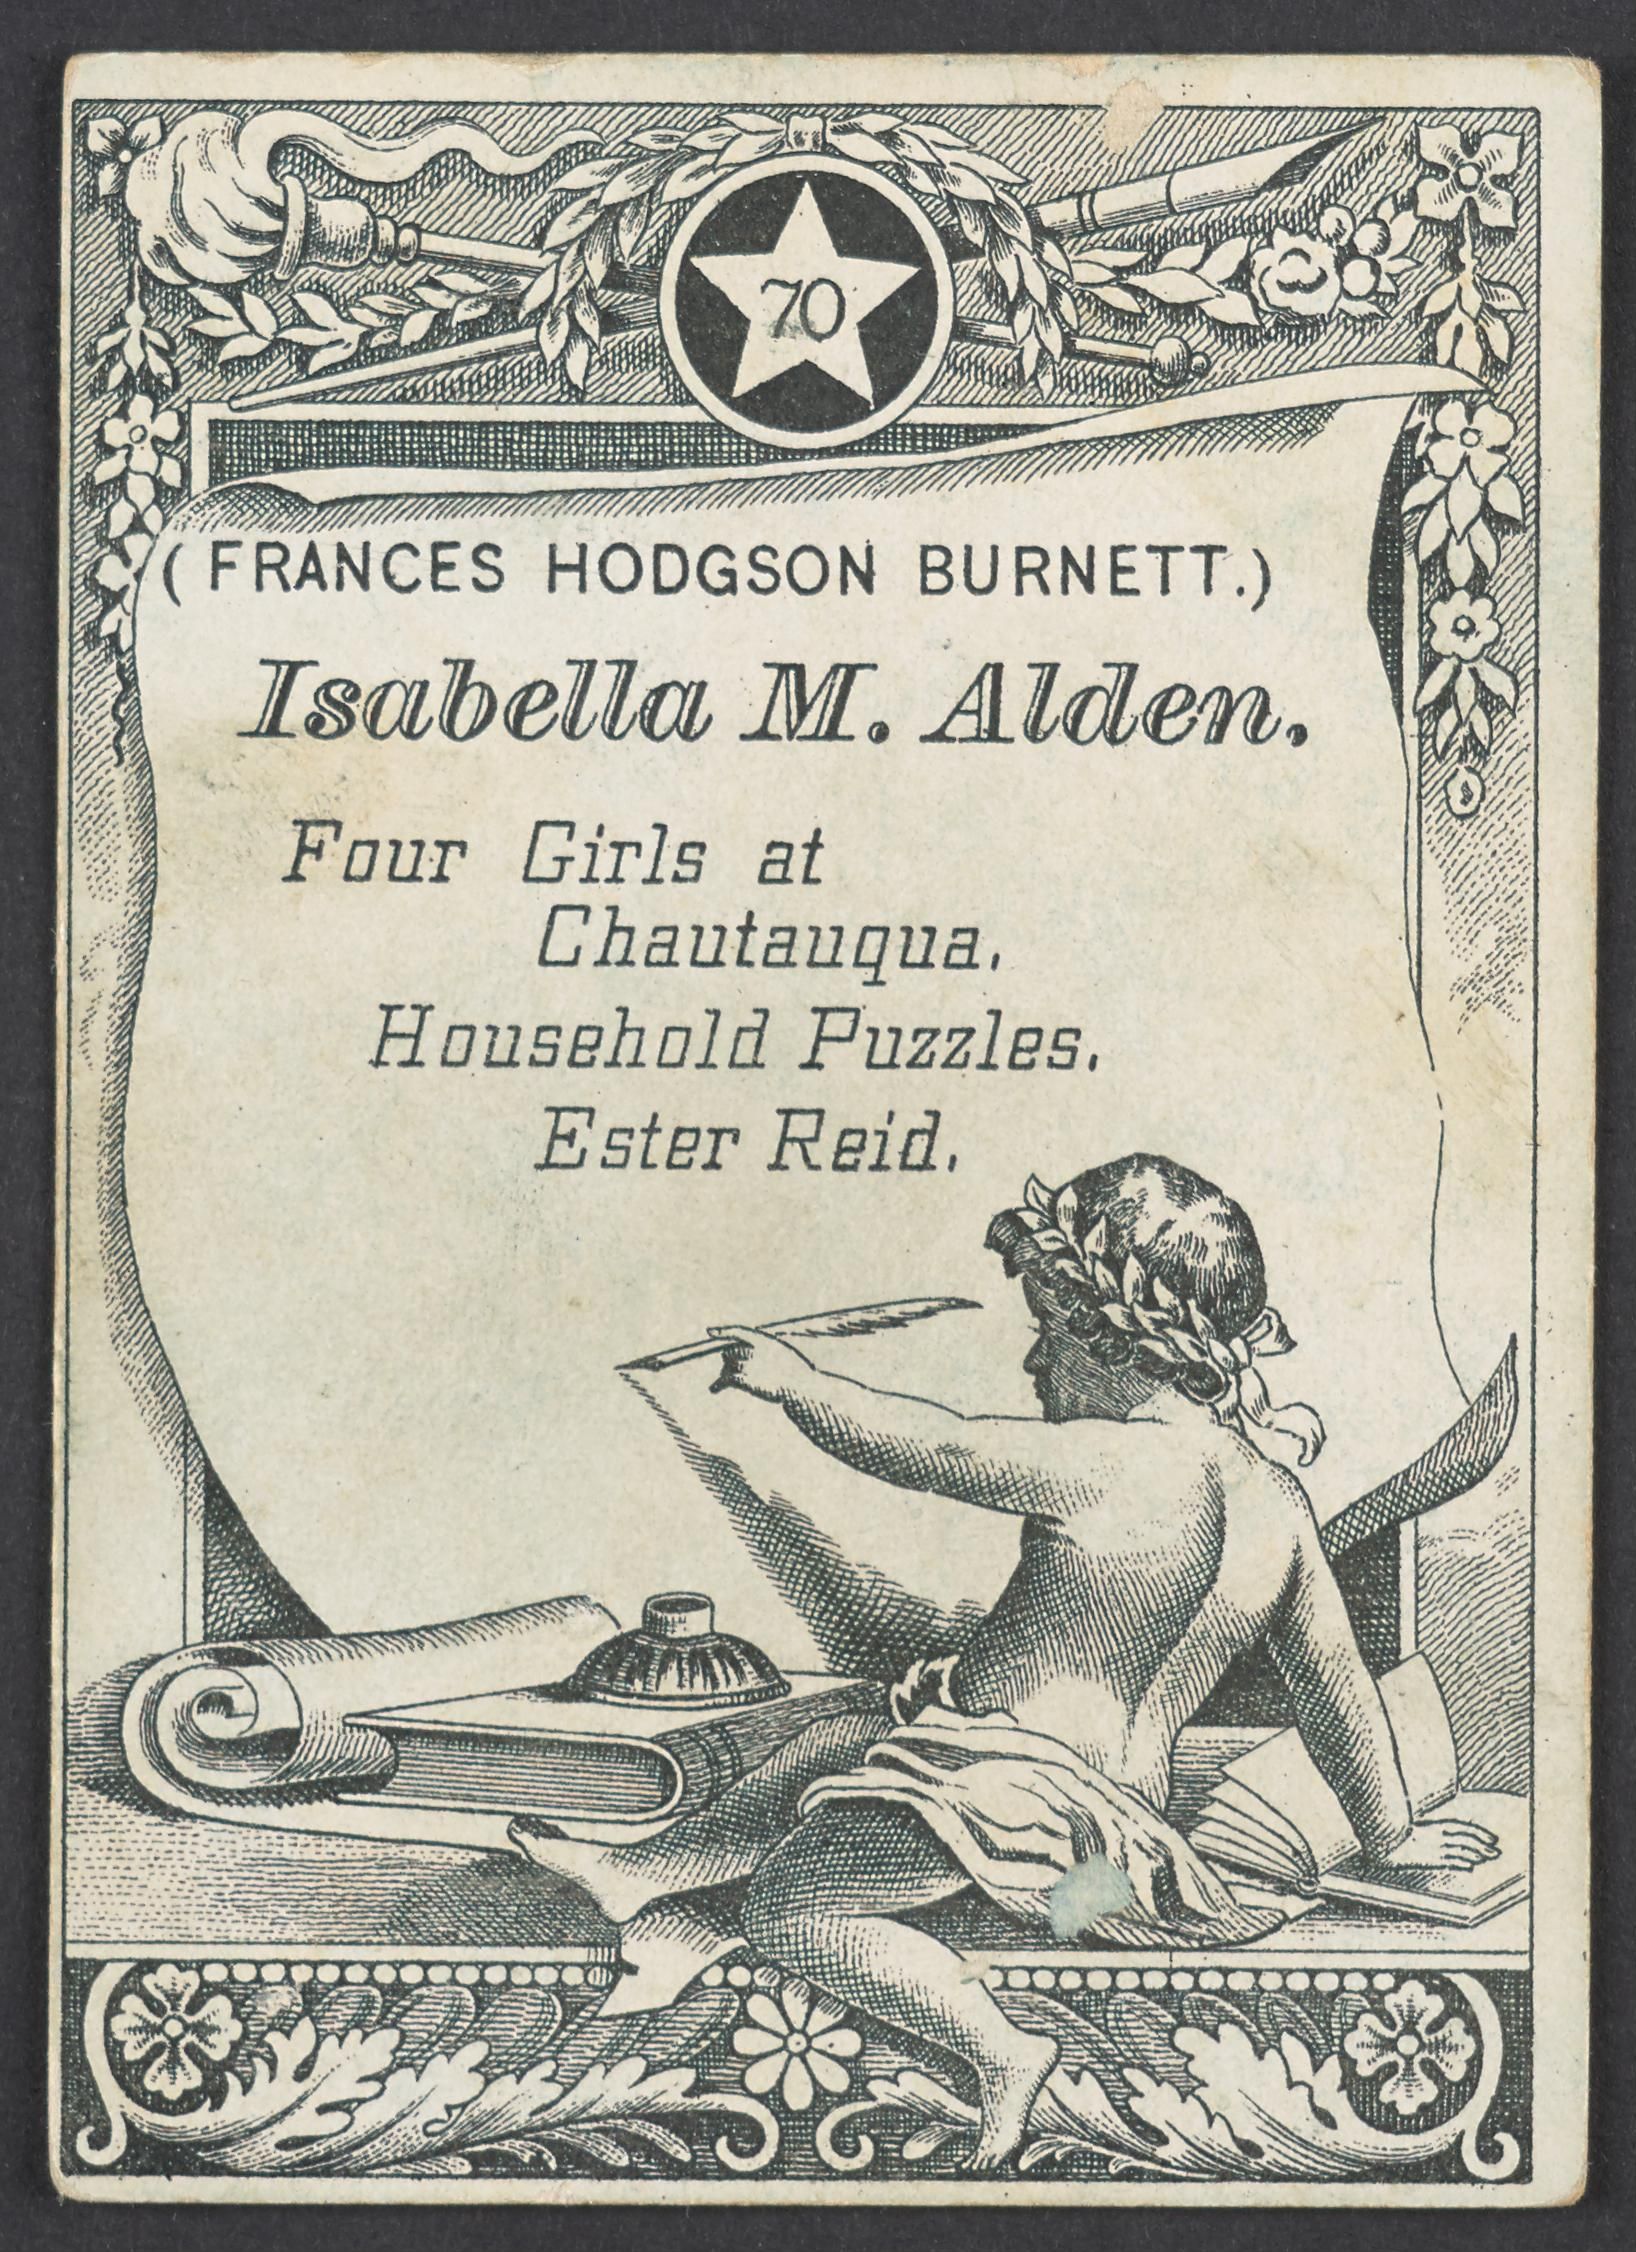 70
(FRANCES HODGSON BURNETT.)
Isabella M. Alden.
Four Girls at
Chautauqua.
Household Puzzles.
Ester Reid.